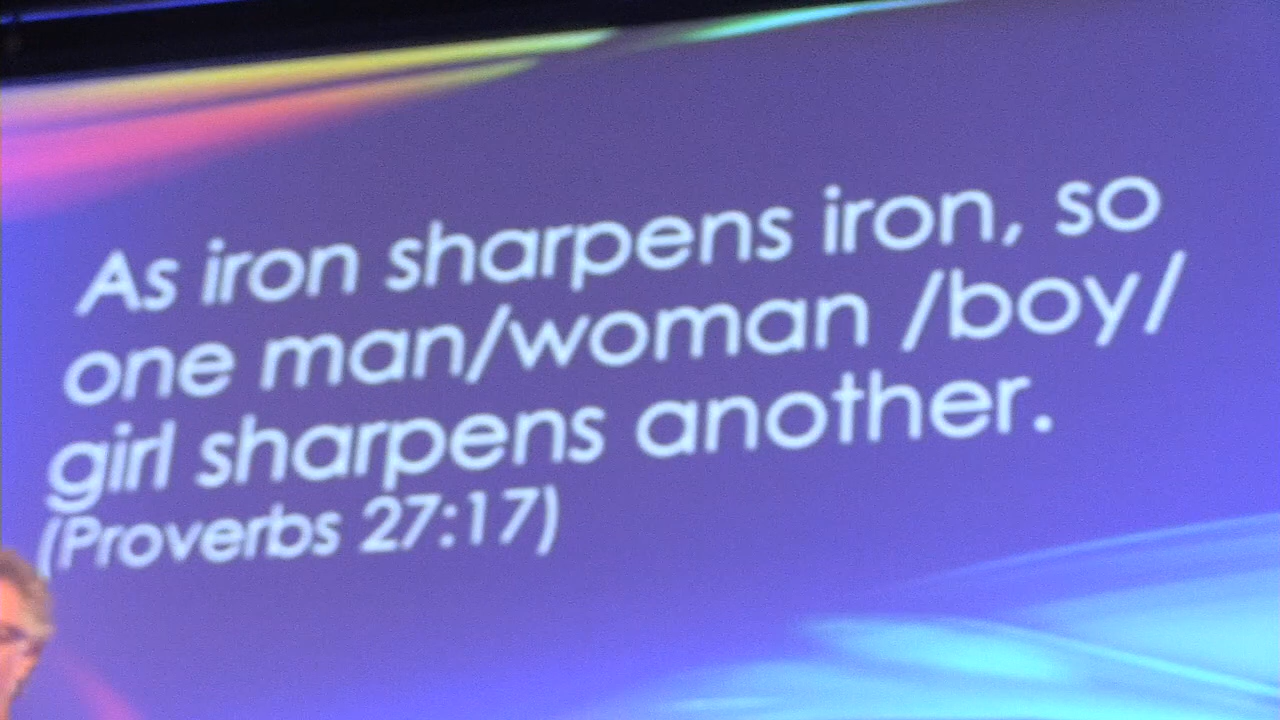 As iron sharpens iron, so
one man/woman /boy/
girl sharpens another.
(Proverbs 27:17)